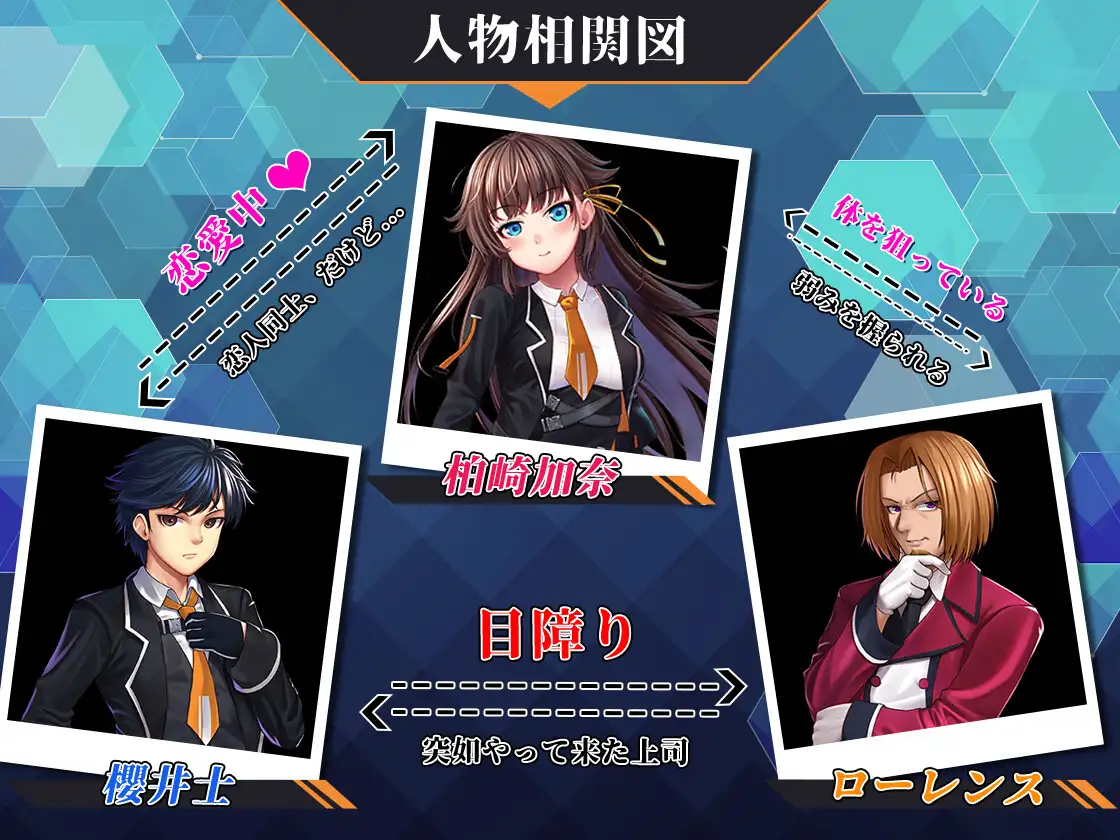 人物相関図
恋愛中
恋人同士、だけど…
体を狙っている
弱みを握られる
柏崎加奈
目障り
突如やって来た上司
櫻井士
ローレンス